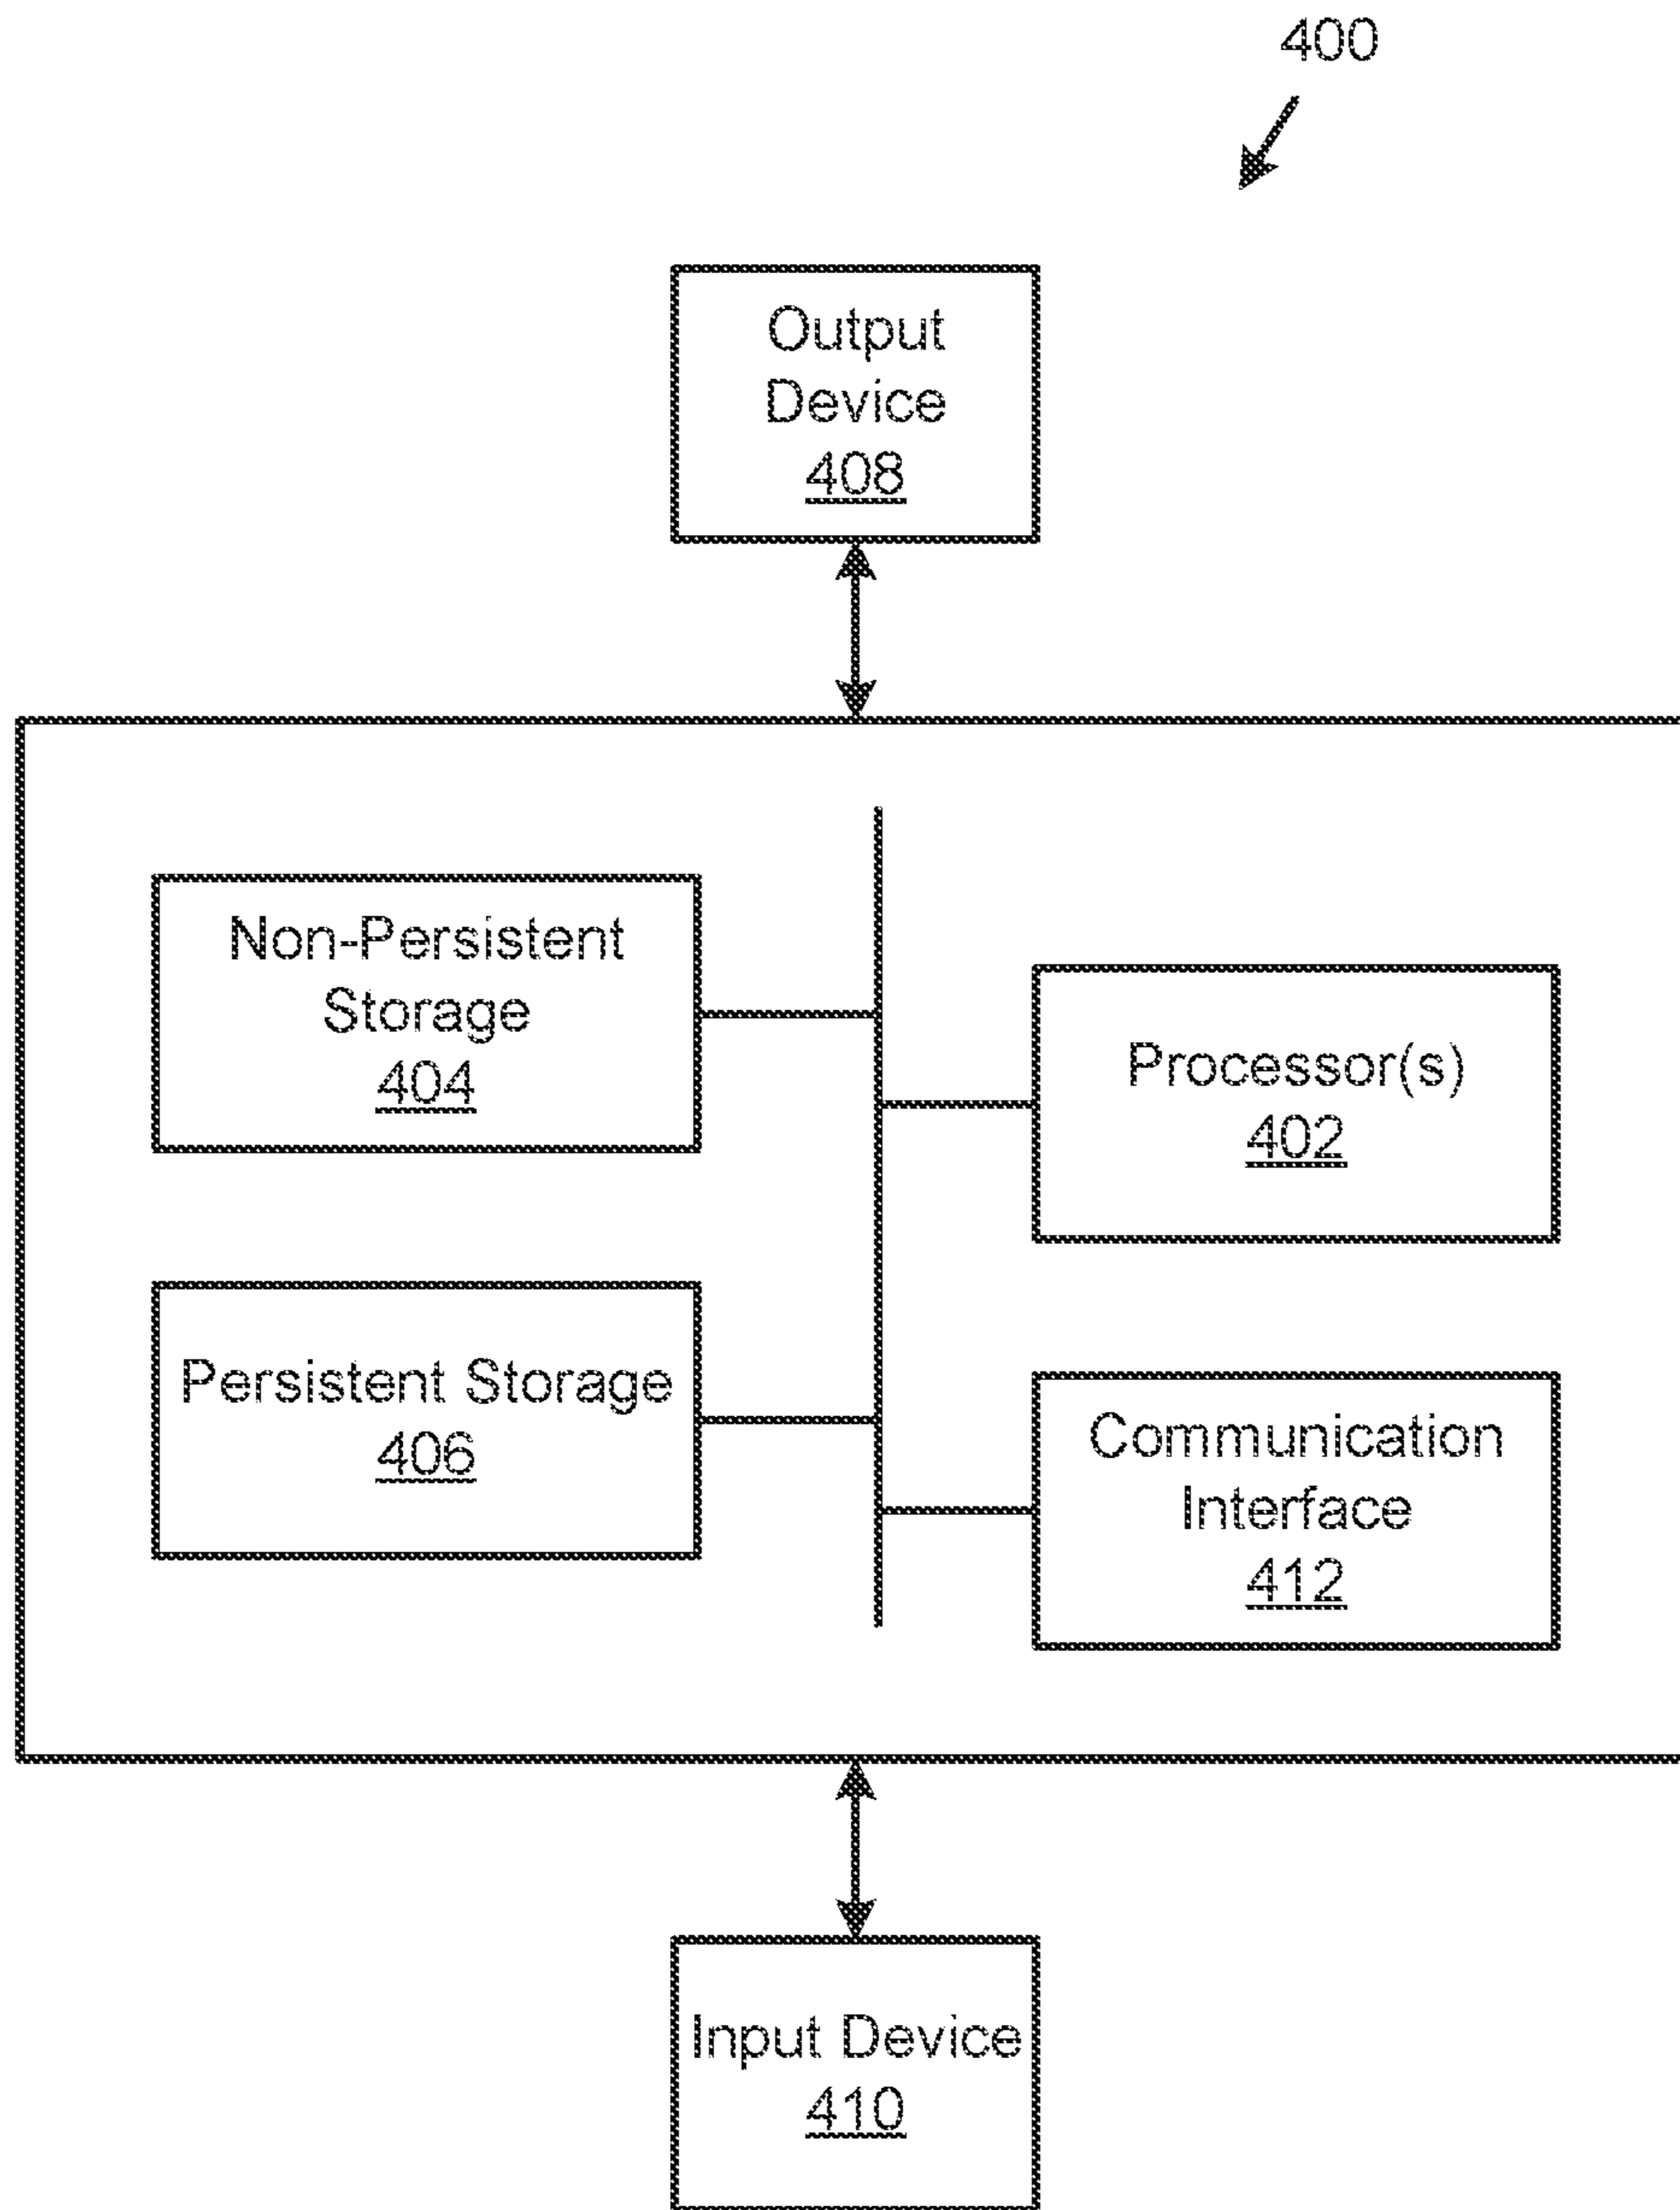 400
Output
Device
408
Non-Persistent
Storage
404
Processor(s)
402
Persistent Storage
406
Communication
Interface
412
Input Device
410